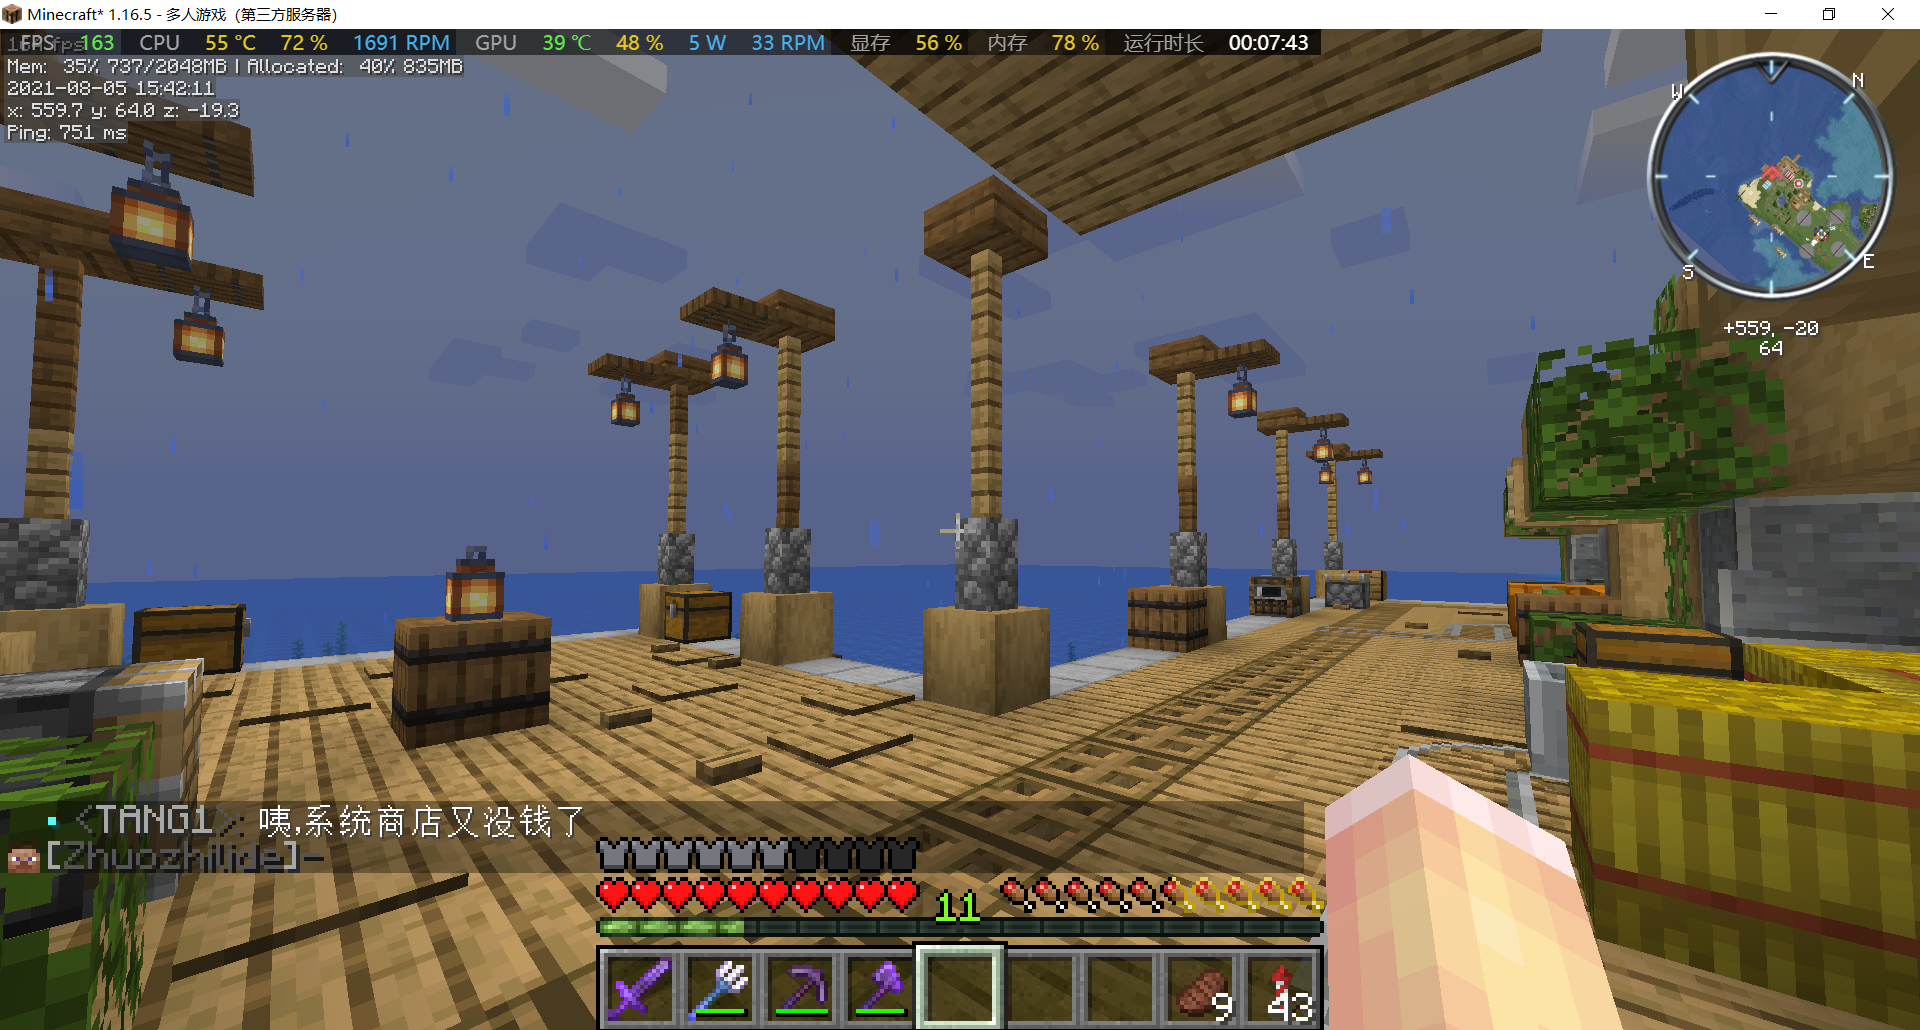 Minecraft* 1.16.5 - 多人游戏 (第三方服务器)
FPS 163 CPU 55 °C 72 % 1691 RPM GPU 39 °C 48 % 5 W 33 RPM 显存 56 % 内存 78 % 运行时长 00:07:43
Mem: 35% 737/2048MB | Allocated: 40% 835MB
2021-08-05 15:42:11
x: 559.7 y: 64.0 z: -19.3
Ping: 751 ms
N
W
E
S
+559, -20
64
<TANG1>: 咦,系统商店又没钱了
[Zhuozhilide]-
11
9
43